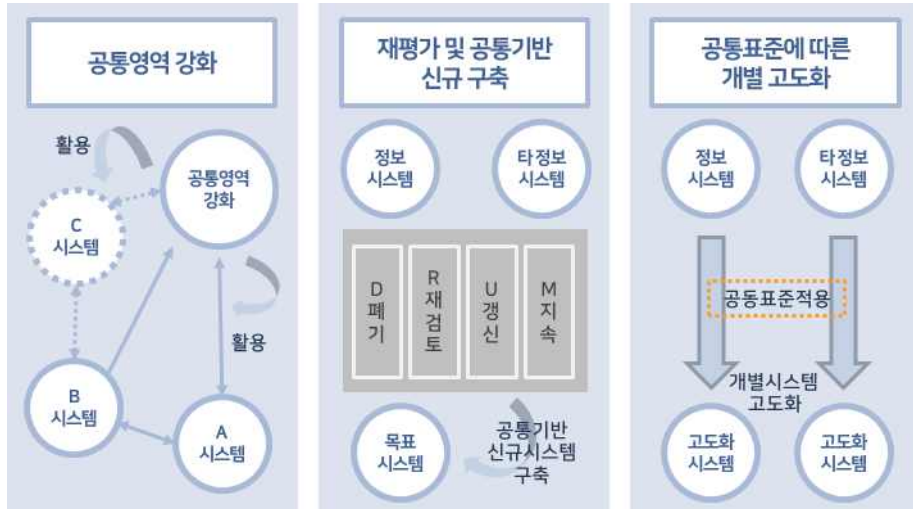 공통영역 강화
활용
공통영역
강화
C
시스템
활용
B
시스템
A
시스템
재평가 및 공통기반
신규 구축
정보
시스템
타 정보
시스템
D
폐
기
R
재
검
토
U
갱
신
M
지
속
목표
시스템
공통기반
신규시스템
구축
공통표준에 따른
개별 고도화
정보
시스템
타 정보
시스템
공동표준적용
개별시스템
고도화
고도화
시스템
고도화
시스템